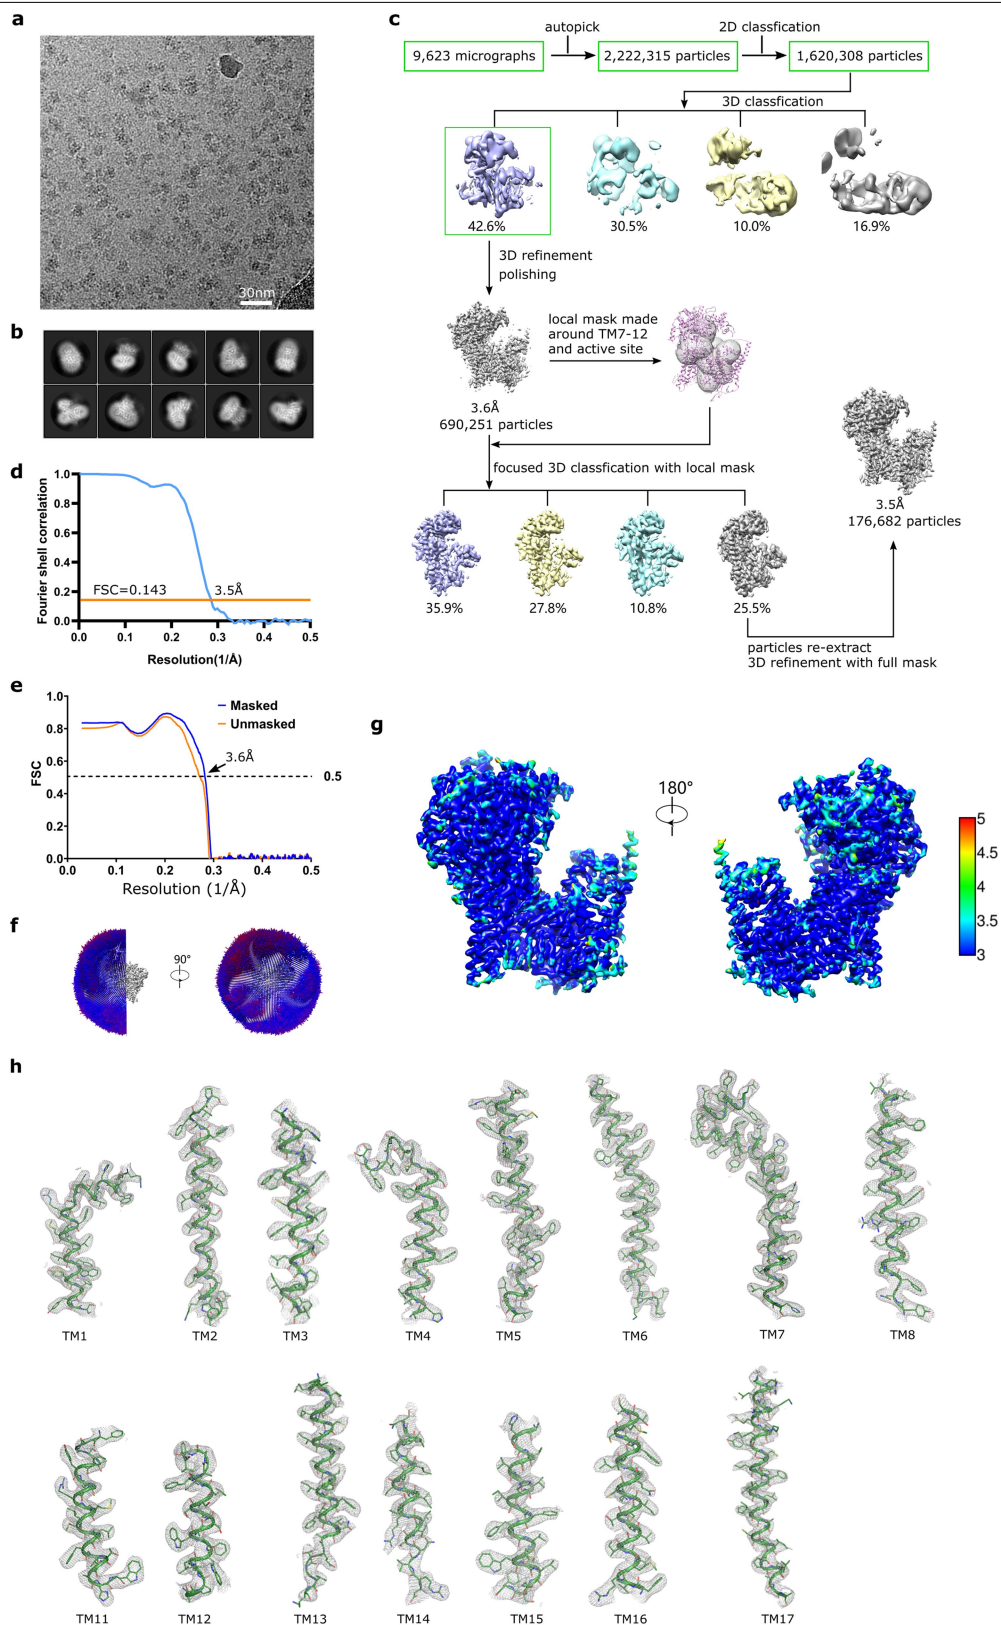 a
30nm
b
c
autopick
2D classfication
9,623 micrographs
2,222,315 particles
1,620,308 particles
3D classfication
42.6%
30.5%
10.0%
16.9%
3D refinement
polishing
local mask made
around TM7-12
and active site
3.6Å
690,251 particles
focused 3D classfication with local mask
3.5Å
176,682 particles
35.9%
27.8%
10.8%
25.5%
particles re-extract
3D refinement with full mask
d
Fourier shell correlation
1.0
0.8
0.6
0.4
0.2
0.0
FSC=0.143
3.5Å
0.0 0.1 0.2 0.3 0.4 0.5
Resolution(1/Å)
e
FSC
1.0
0.8
0.6
0.4
0.2
0.0
Masked
Unmasked
3.6Å
0.5
0.0 0.1 0.2 0.3 0.4 0.5
Resolution (1/Å)
f
90°
g
180°
5
4.5
4
3.5
3
h
TM1 TM2 TM3 TM4 TM5 TM6 TM7 TM8
TM11 TM12 TM13 TM14 TM15 TM16 TM17